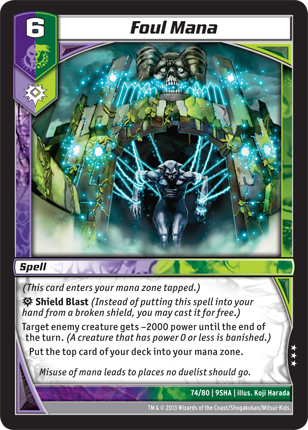 6
Foul Mana
Spell
(This card enters your mana zone tapped.)
Shield Blast (Instead of putting this spell into your
hand from a broken shield, you may cast it for free.)
Target enemy creature gets −2000 power until the end
of the turn. (A creature that has power 0 or less is banished.)
Put the top card of your deck into your mana zone.
Misuse of mana leads to places no duelist should go.
74/80 | 9SHA | illus. Koji Harada
TM & © 2013 Wizards of the Coast/Shogakukan/Mitsui-Kids.